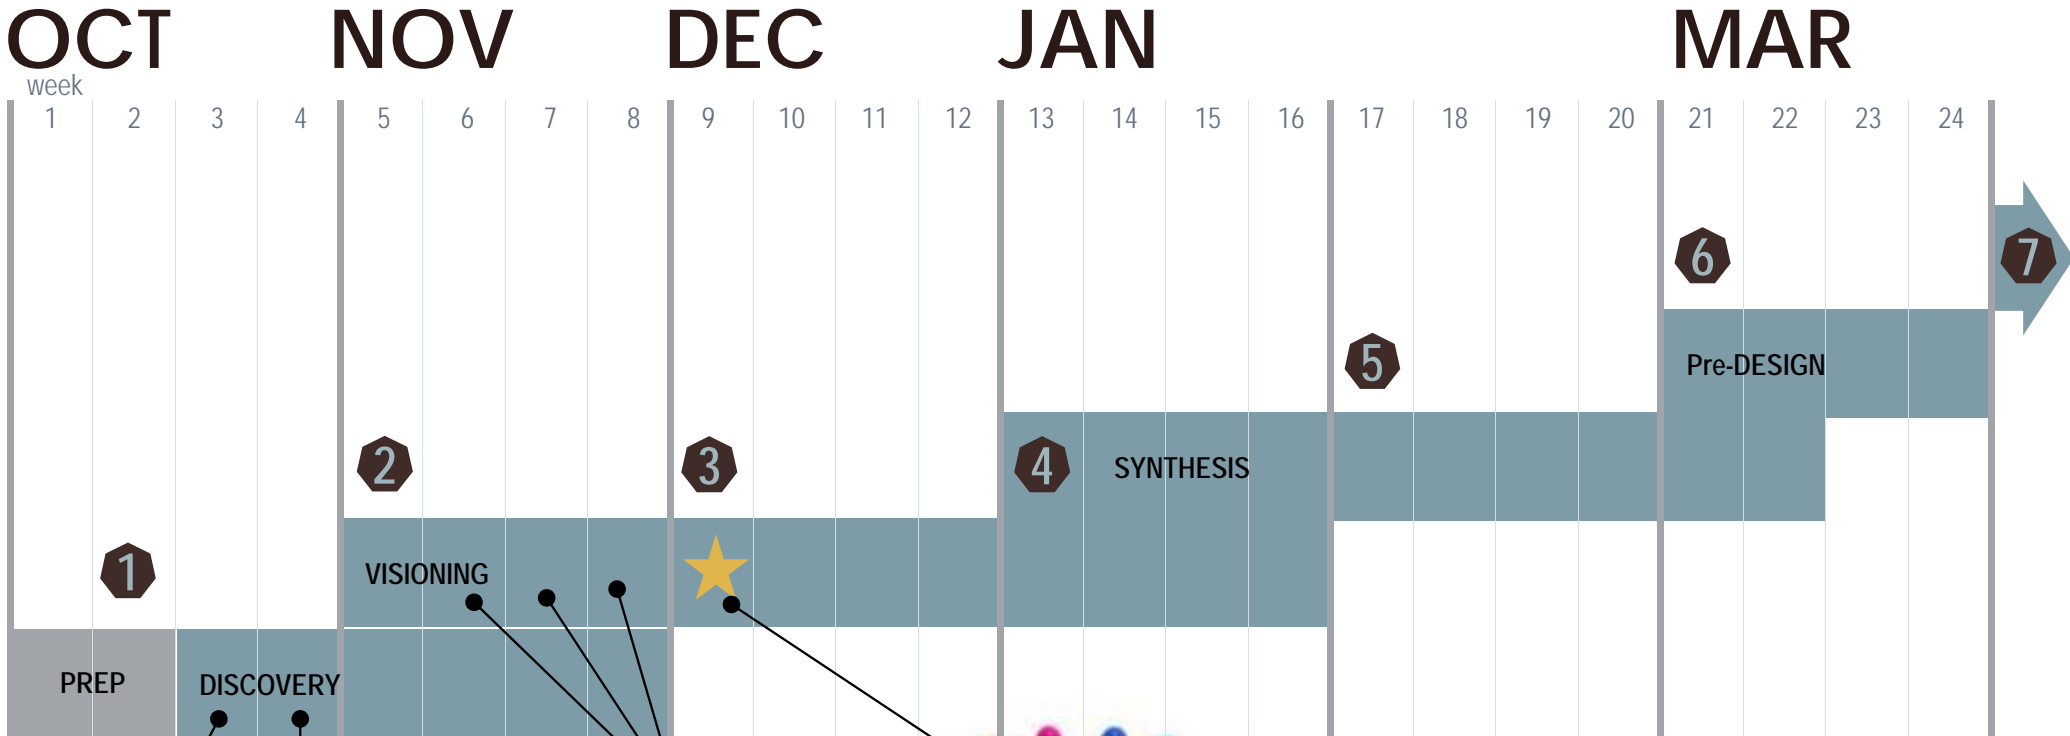 OCT NOV DEC JAN MAR
week
1 2 3 4 5 6 7 8 9 10 11 12 13 14 15 16 17 18 19 20 21 22 23 24
6 7
5
Pre-DESIGN
2 3 4 SYNTHESIS
1 VISIONING
PREP DISCOVERY